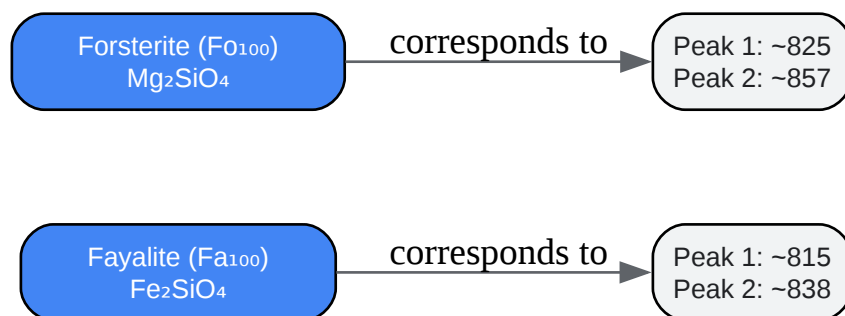 Forsterite (Fo₁₀₀)
Mg₂SiO₄
corresponds to
Peak 1: ~825
Peak 2: ~857
Fayalite (Fa₁₀₀)
Fe₂SiO₄
corresponds to
Peak 1: ~815
Peak 2: ~838